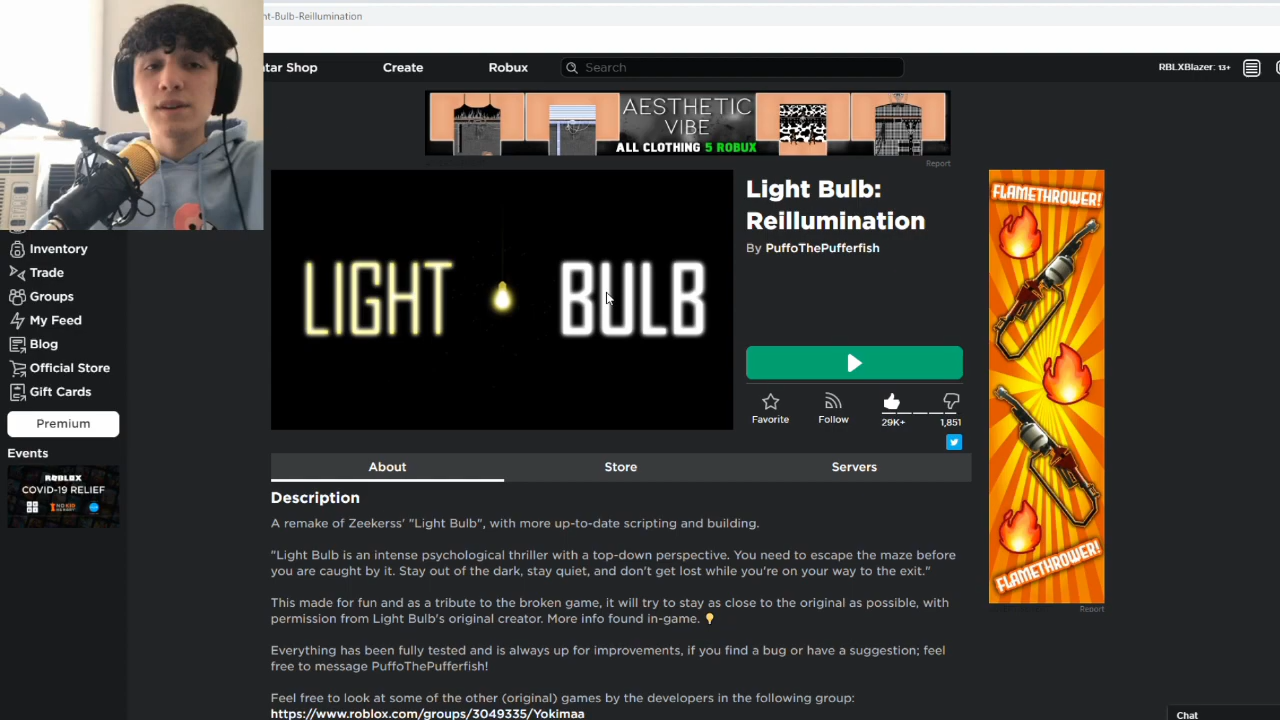 nt-Bulb-Reillumination
tar Shop
Create
Robux
Search
RBLXBlazer: 13+
AESTHETIC
VIBE
ALL CLOTHING 5 ROBUX
Report
Inventory
Trade
Groups
My Feed
Blog
Official Store
Gift Cards
Premium
Events
ROBLOX
COVID-19 RELIEF
LIGHT BULB
Light Bulb:
Reillumination
By PuffoThePufferfish
Favorite
Follow
29K+
1,851
FLAMETHROWER!
FLAMETHROWER!
Report
About
Store
Servers
Description
A remake of Zeekerss' "Light Bulb", with more up-to-date scripting and building.
"Light Bulb is an intense psychological thriller with a top-down perspective. You need to escape the maze before
you are caught by it. Stay out of the dark, stay quiet, and don't get lost while you're on your way to the exit."
This made for fun and as a tribute to the broken game, it will try to stay as close to the original as possible, with
permission from Light Bulb's original creator. More info found in-game. 💡
Everything has been fully tested and is always up for improvements, if you find a bug or have a suggestion; feel
free to message PuffoThePufferfish!
Feel free to look at some of the other (original) games by the developers in the following group:
https://www.roblox.com/groups/3049335/Yokimaa
Chat